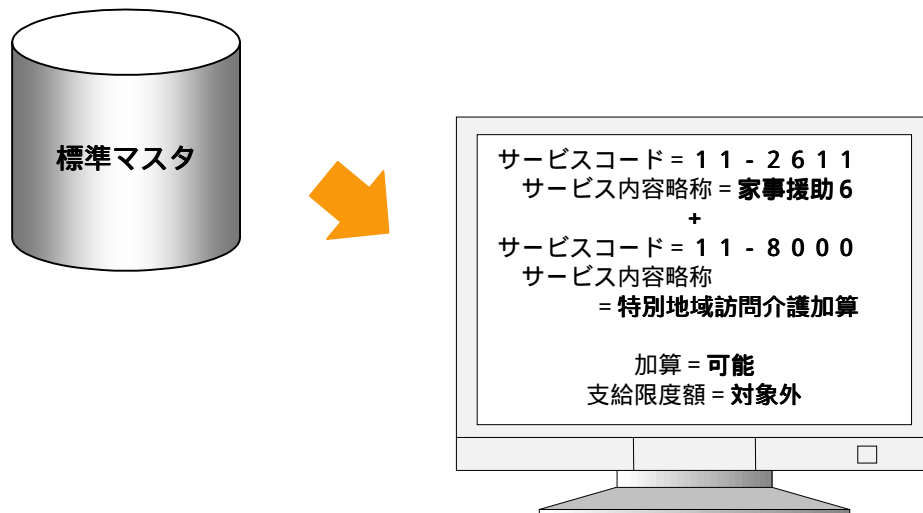 標準マスタ
サービスコード = 11-2611
サービス内容略称 = 家事援助6
+
サービスコード = 11-8000
サービス内容略称
= 特別地域訪問介護加算
加算 = 可能
支給限度額 = 対象外